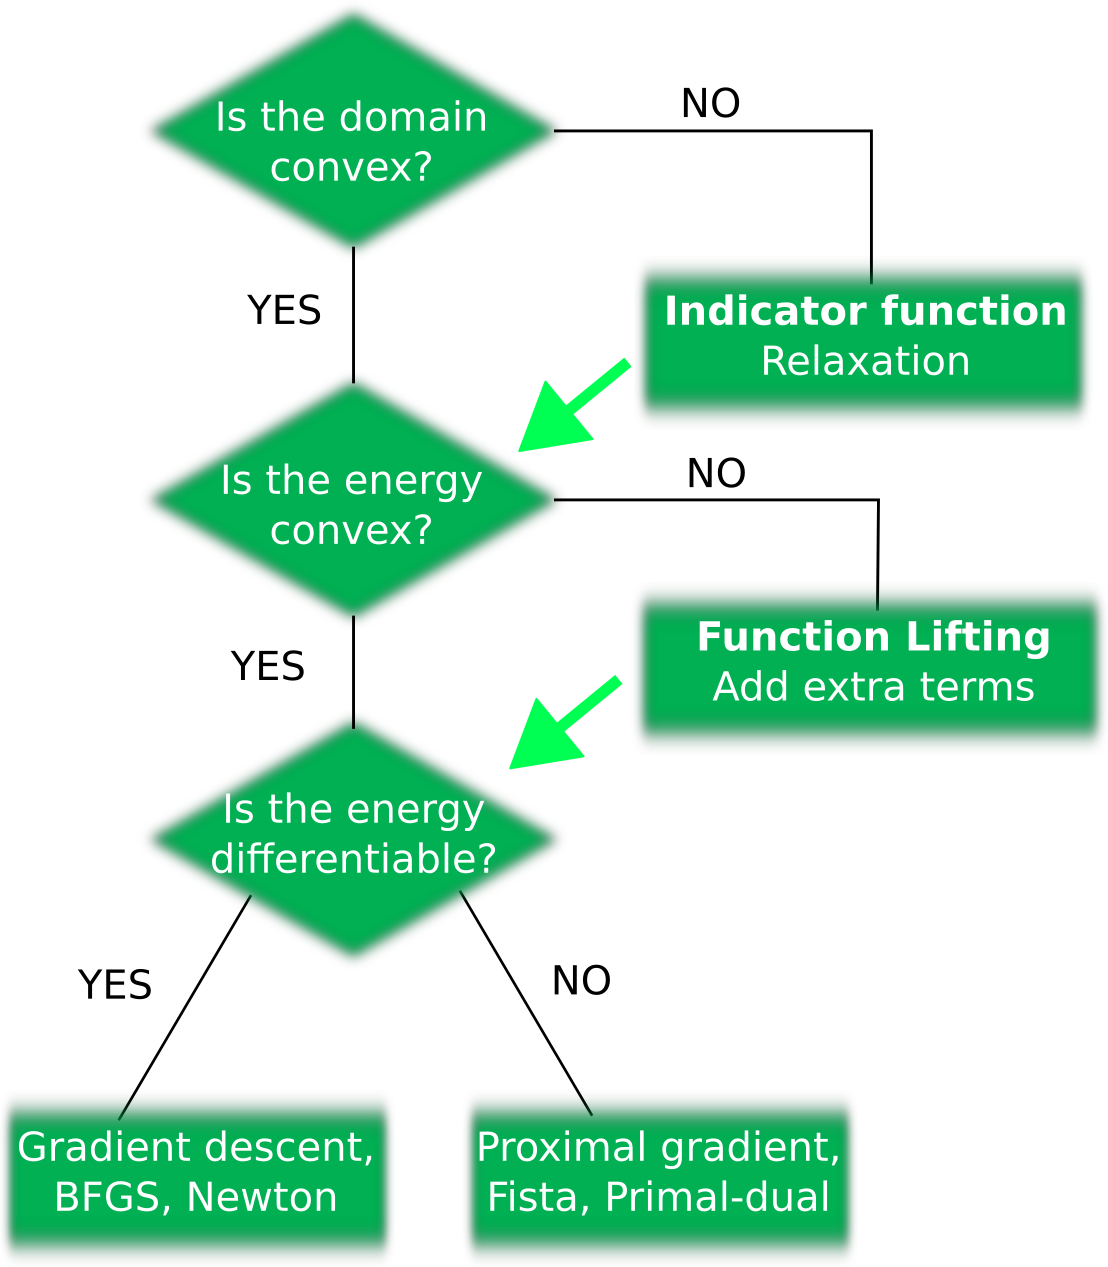 Is the domain
convex?
NO
YES
Indicator function
Relaxation
Is the energy
convex?
NO
YES
Function Lifting
Add extra terms
Is the energy
differentiable?
YES
NO
Gradient descent,
BFGS, Newton
Proximal gradient,
Fista, Primal-dual